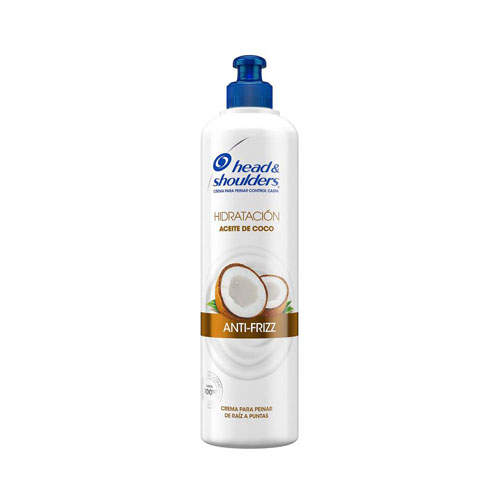 head &
shoulders
CREMA PARA PEINAR CONTROL CASPA
HIDRATACIÓN
ACEITE DE COCO
ANTI-FRIZZ
100%
CREMA PARA PEINAR
DE RAÍZ A PUNTAS